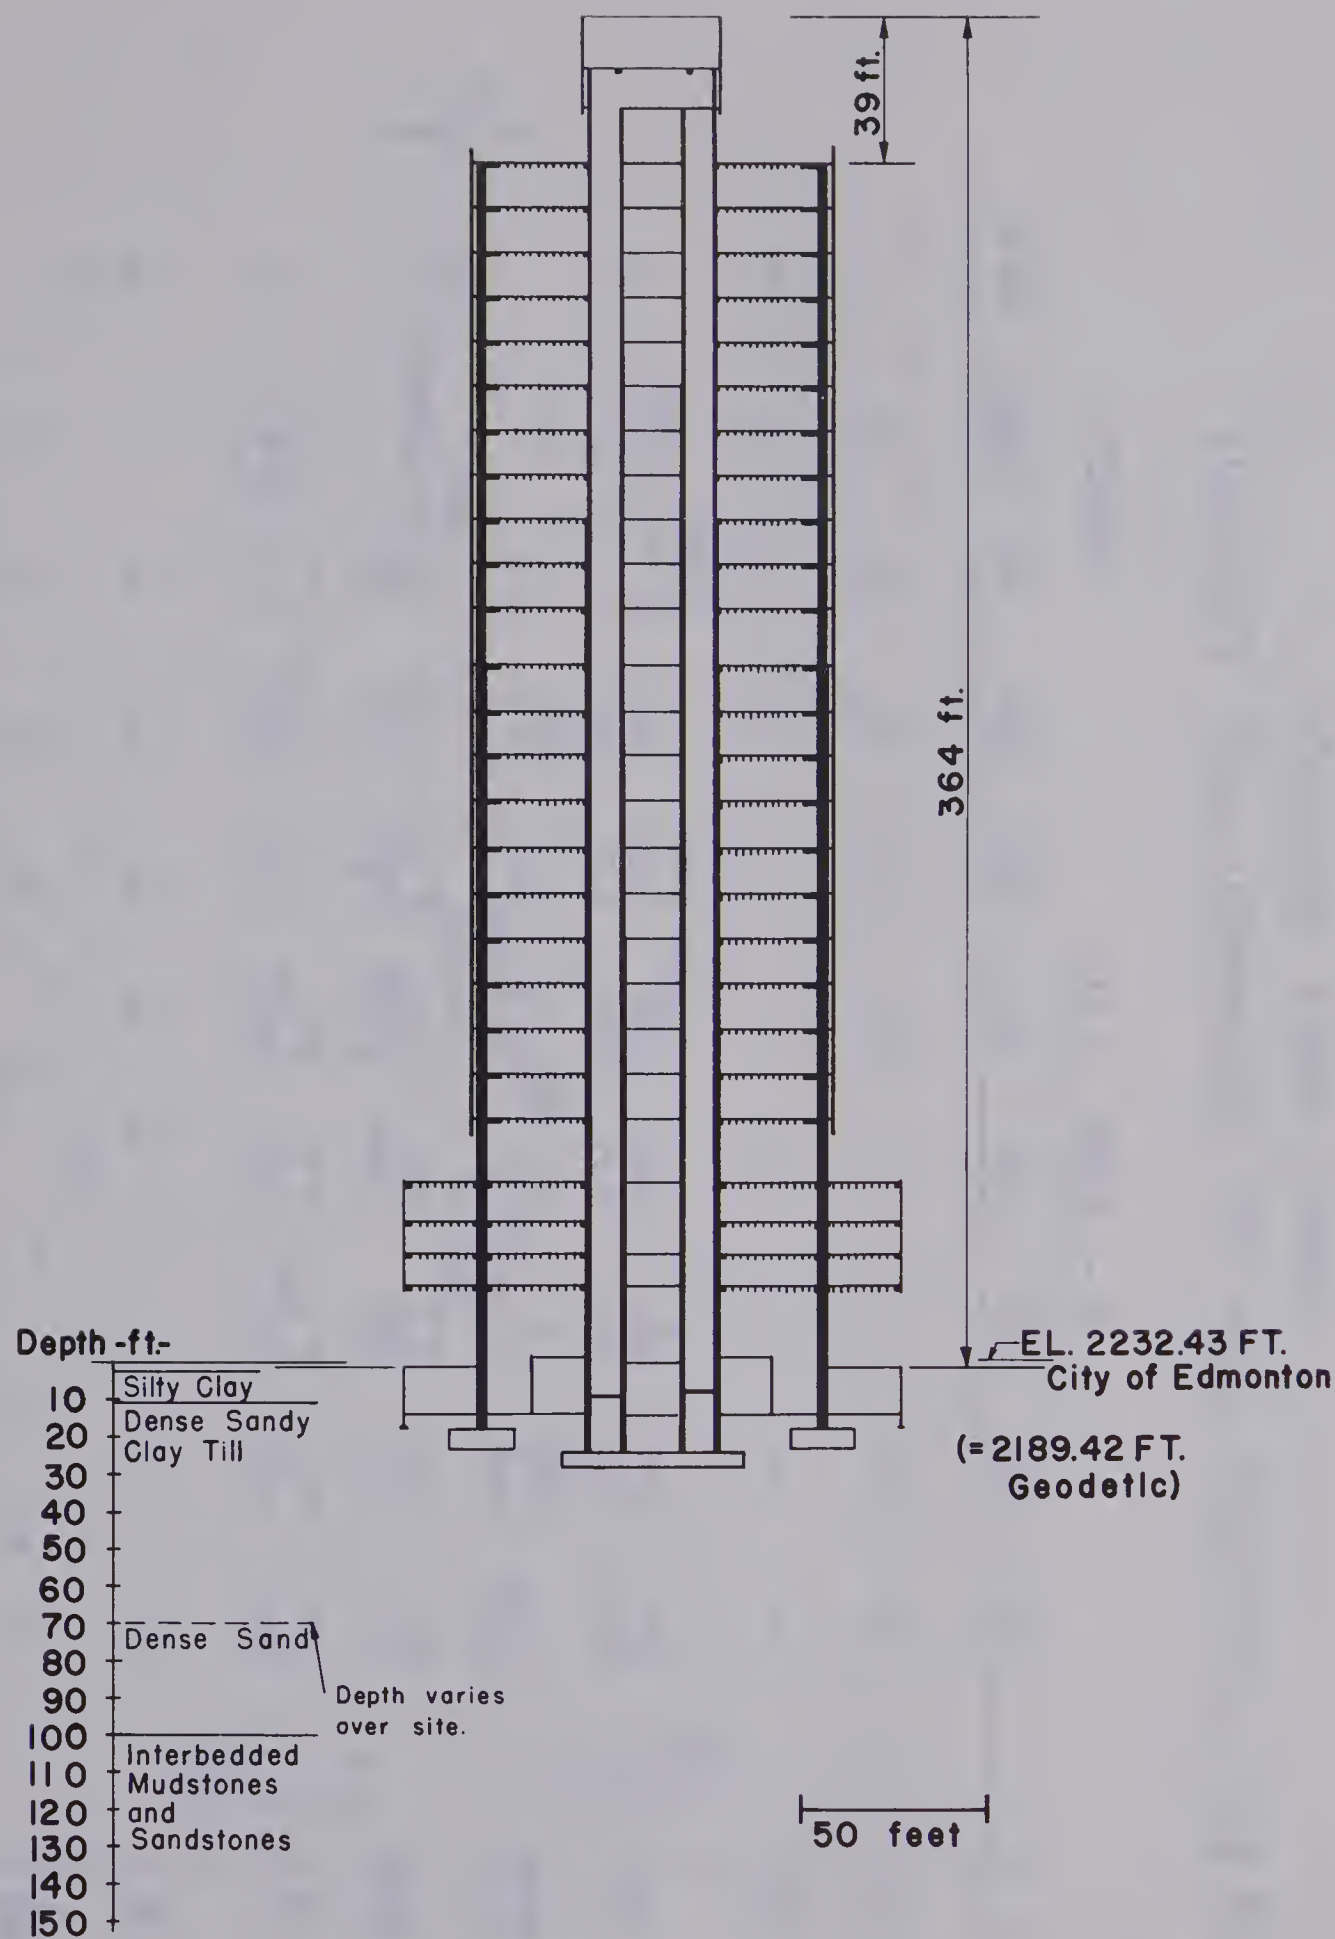 39 ft.
364 ft.
Depth -ft.-
EL. 2232.43 FT.
City of Edmonton
(= 2189.42 FT.
Geodetic)
10
20
30
40
50
60
70
80
90
100
110
120
130
140
150
Silty Clay
Dense Sandy
Clay Till
Dense Sand
Depth varies
over site.
Interbedded
Mudstones
and
Sandstones
50 feet